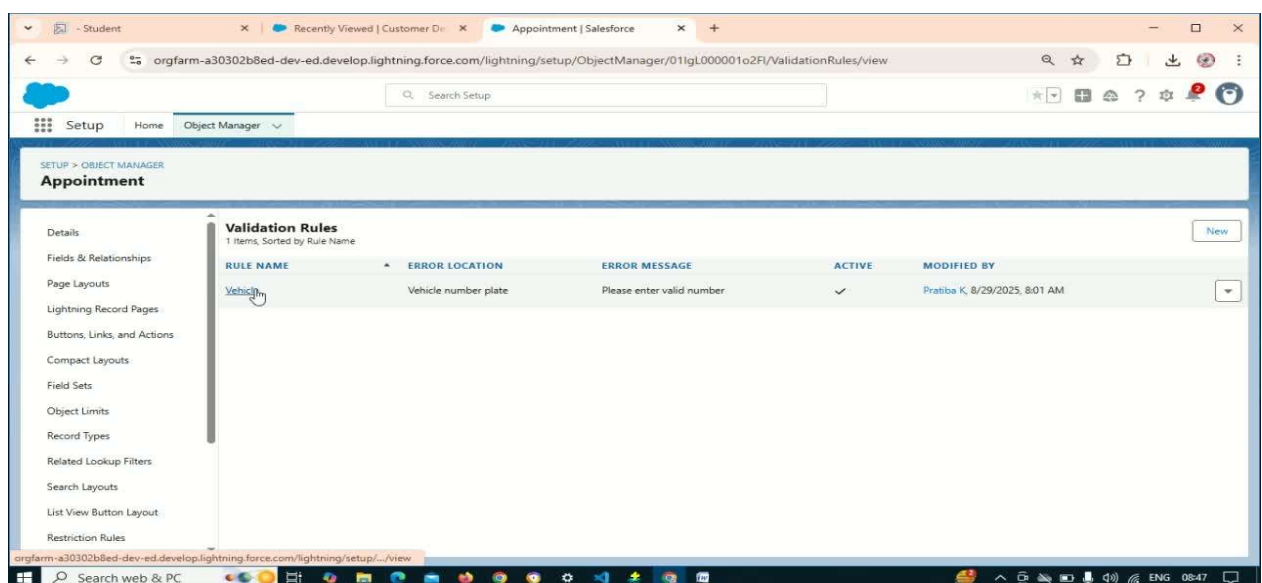 - Student
Recently Viewed | Customer De
Appointment | Salesforce
orgfarm-a30302b8ed-dev-ed.develop.lightning.force.com/lightning/setup/ObjectManager/01IgL000001o2Fl/ValidationRules/view
Search Setup
2
Setup Home Object Manager
SETUP > OBJECT MANAGER
Appointment
Details
Fields & Relationships
Page Layouts
Lightning Record Pages
Buttons, Links, and Actions
Compact Layouts
Field Sets
Object Limits
Record Types
Related Lookup Filters
Search Layouts
List View Button Layout
Restriction Rules
Validation Rules
1 Items, Sorted by Rule Name
New
RULE NAME ERROR LOCATION ERROR MESSAGE ACTIVE MODIFIED BY
Vehicle Vehicle number plate Please enter valid number Pratiba K, 8/29/2025, 8:01 AM
orgfarm-a30302b8ed-dev-ed.develop.lightning.force.com/lightning/setup/.../view
Search web & PC
ENG 08:47